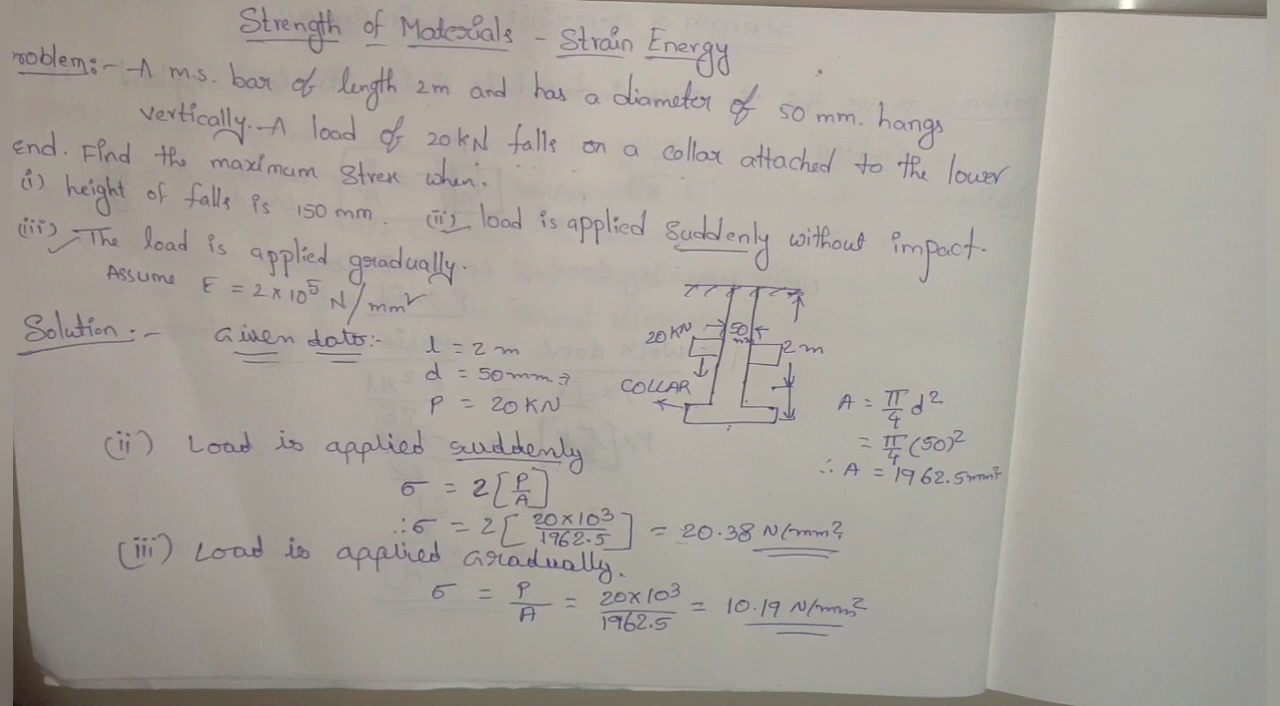 Strength of Materials - Strain Energy
roblem:- A m.s. bar of length 2m and has a diameter of 50 mm. hangs
vertically. A load of 20kN falls on a collar attached to the lower
end. Find the maximum stress when.
(i) height of falls is 150mm. (ii) load is applied suddenly without impact.
(iii) The load is applied gradually.
Assume E = 2×10⁵ N/mm²
Solution:- Given data:-
l = 2m
d = 50mm
P = 20KN
20KN
50
mm
2m
COLLAR
A = π/4 d²
= π/4 (50)²
∴ A = 1962.5mm²
(ii) Load is applied suddenly
σ = 2[P/A]
∴σ = 2[20×10³/1962.5] = 20.38 N/mm²
(iii) Load is applied Gradually.
σ = P/A = 20×10³/1962.5 = 10.19 N/mm²